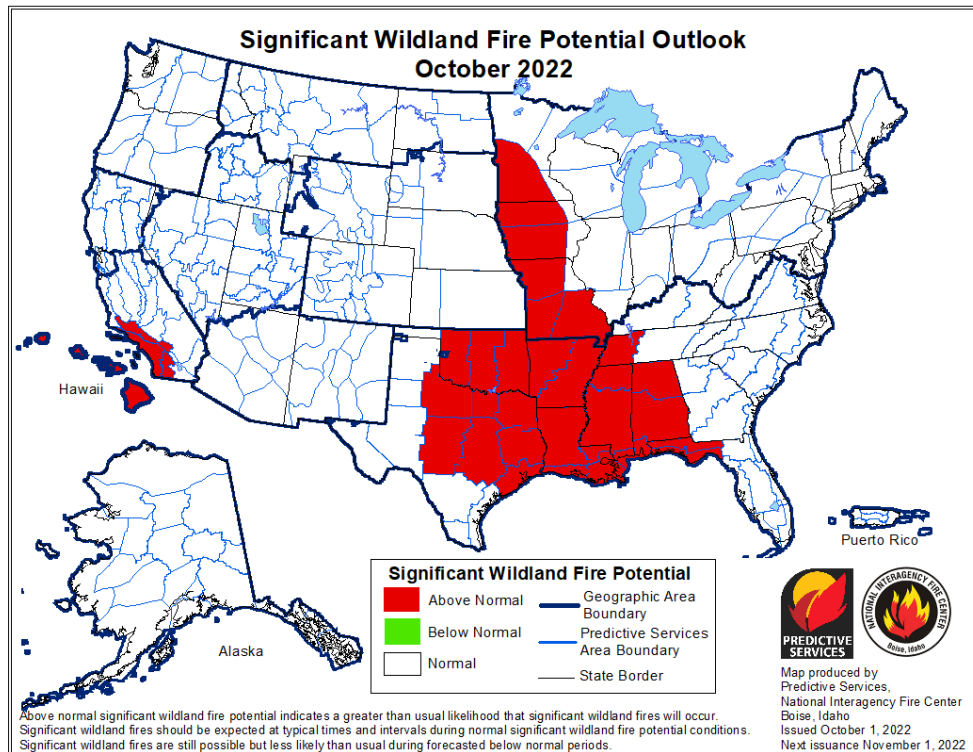 Significant Wildland Fire Potential Outlook
October 2022
Hawaii
Alaska
Puerto Rico
Significant Wildland Fire Potential
Above Normal
Below Normal
Normal
Geographic Area
Boundary
Predictive Services
Area Boundary
State Border
PREDICTIVE
SERVICES
NATIONAL INTERAGENCY FIRE CENTER
Boise, Idaho
Map produced by
Predictive Services,
National Interagency Fire Center
Boise, Idaho
Issued October 1, 2022
Next issuance November 1, 2022
Above normal significant wildland fire potential indicates a greater than usual likelihood that significant wildland fires will occur.
Significant wildland fires should be expected at typical times and intervals during normal significant wildland fire potential conditions.
Significant wildland fires are still possible but less likely than usual during forecasted below normal periods.